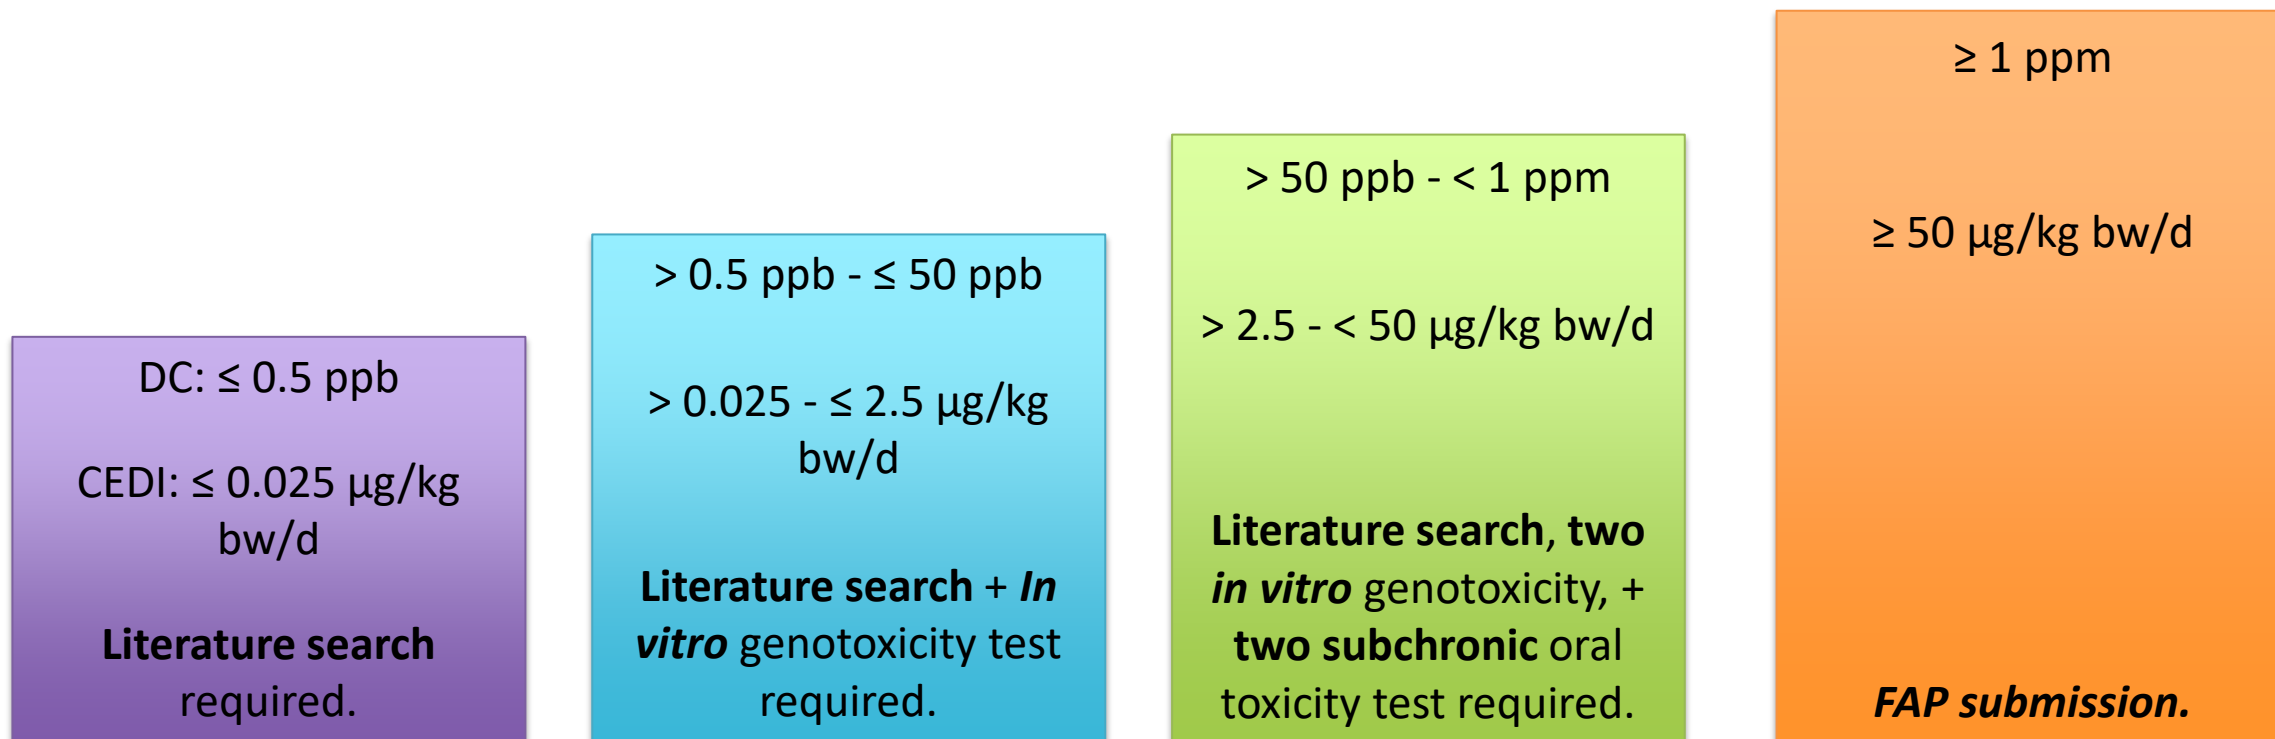 DC: ≤ 0.5 ppb
CEDI: ≤ 0.025 µg/kg
bw/d
Literature search
required.
> 0.5 ppb - ≤ 50 ppb
> 0.025 - ≤ 2.5 µg/kg
bw/d
Literature search + In
vitro genotoxicity test
required.
> 50 ppb - < 1 ppm
> 2.5 - < 50 µg/kg bw/d
Literature search, two
in vitro genotoxicity, +
two subchronic oral
toxicity test required.
≥ 1 ppm
≥ 50 µg/kg bw/d
FAP submission.